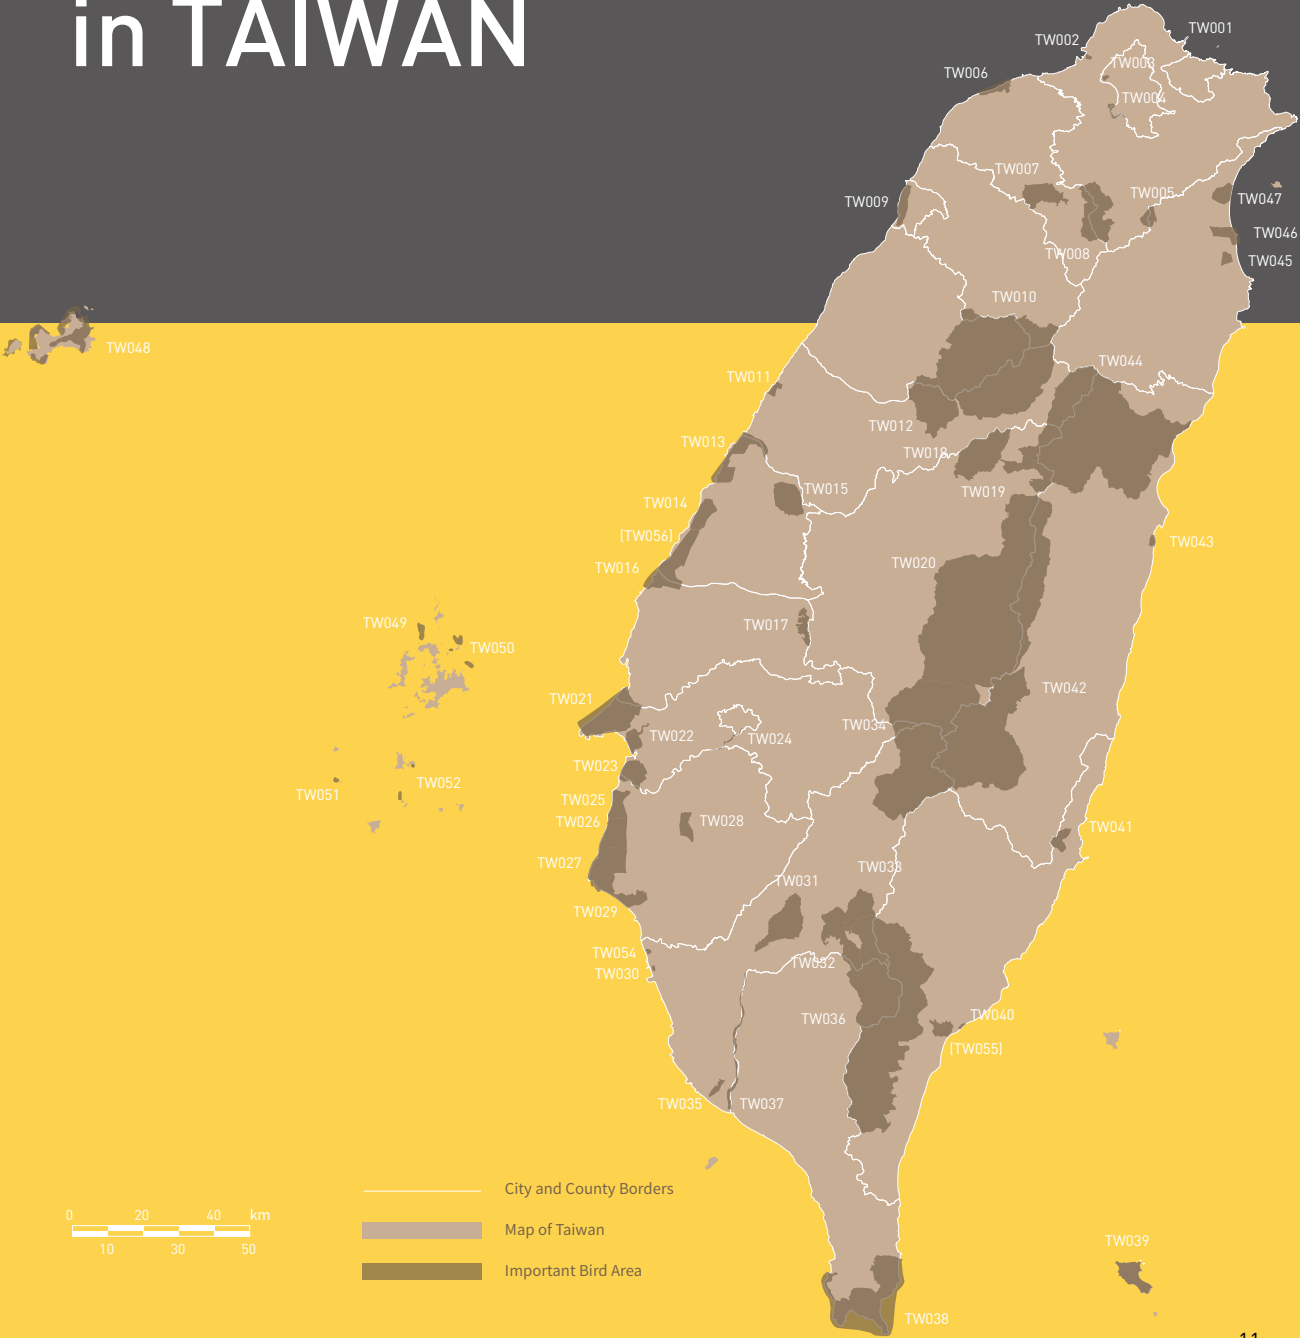 in TAIWAN
TW001
TW002
TW003
TW006
TW004
TW007
TW005
TW009
TW047
TW046
TW008
TW045
TW010
TW048
TW044
TW011
TW012
TW013
TW018
TW015
TW019
TW014
(TW056)
TW043
TW020
TW016
TW049
TW017
TW050
TW042
TW021
TW034
TW022
TW024
TW023
TW052
TW051
TW025
TW026
TW028
TW041
TW027
TW033
TW031
TW029
TW054
TW032
TW030
TW036
TW040
(TW055)
TW035
TW037
City and County Borders
0 20 40 km
10 30 50
Map of Taiwan
TW039
Important Bird Area
TW038
11